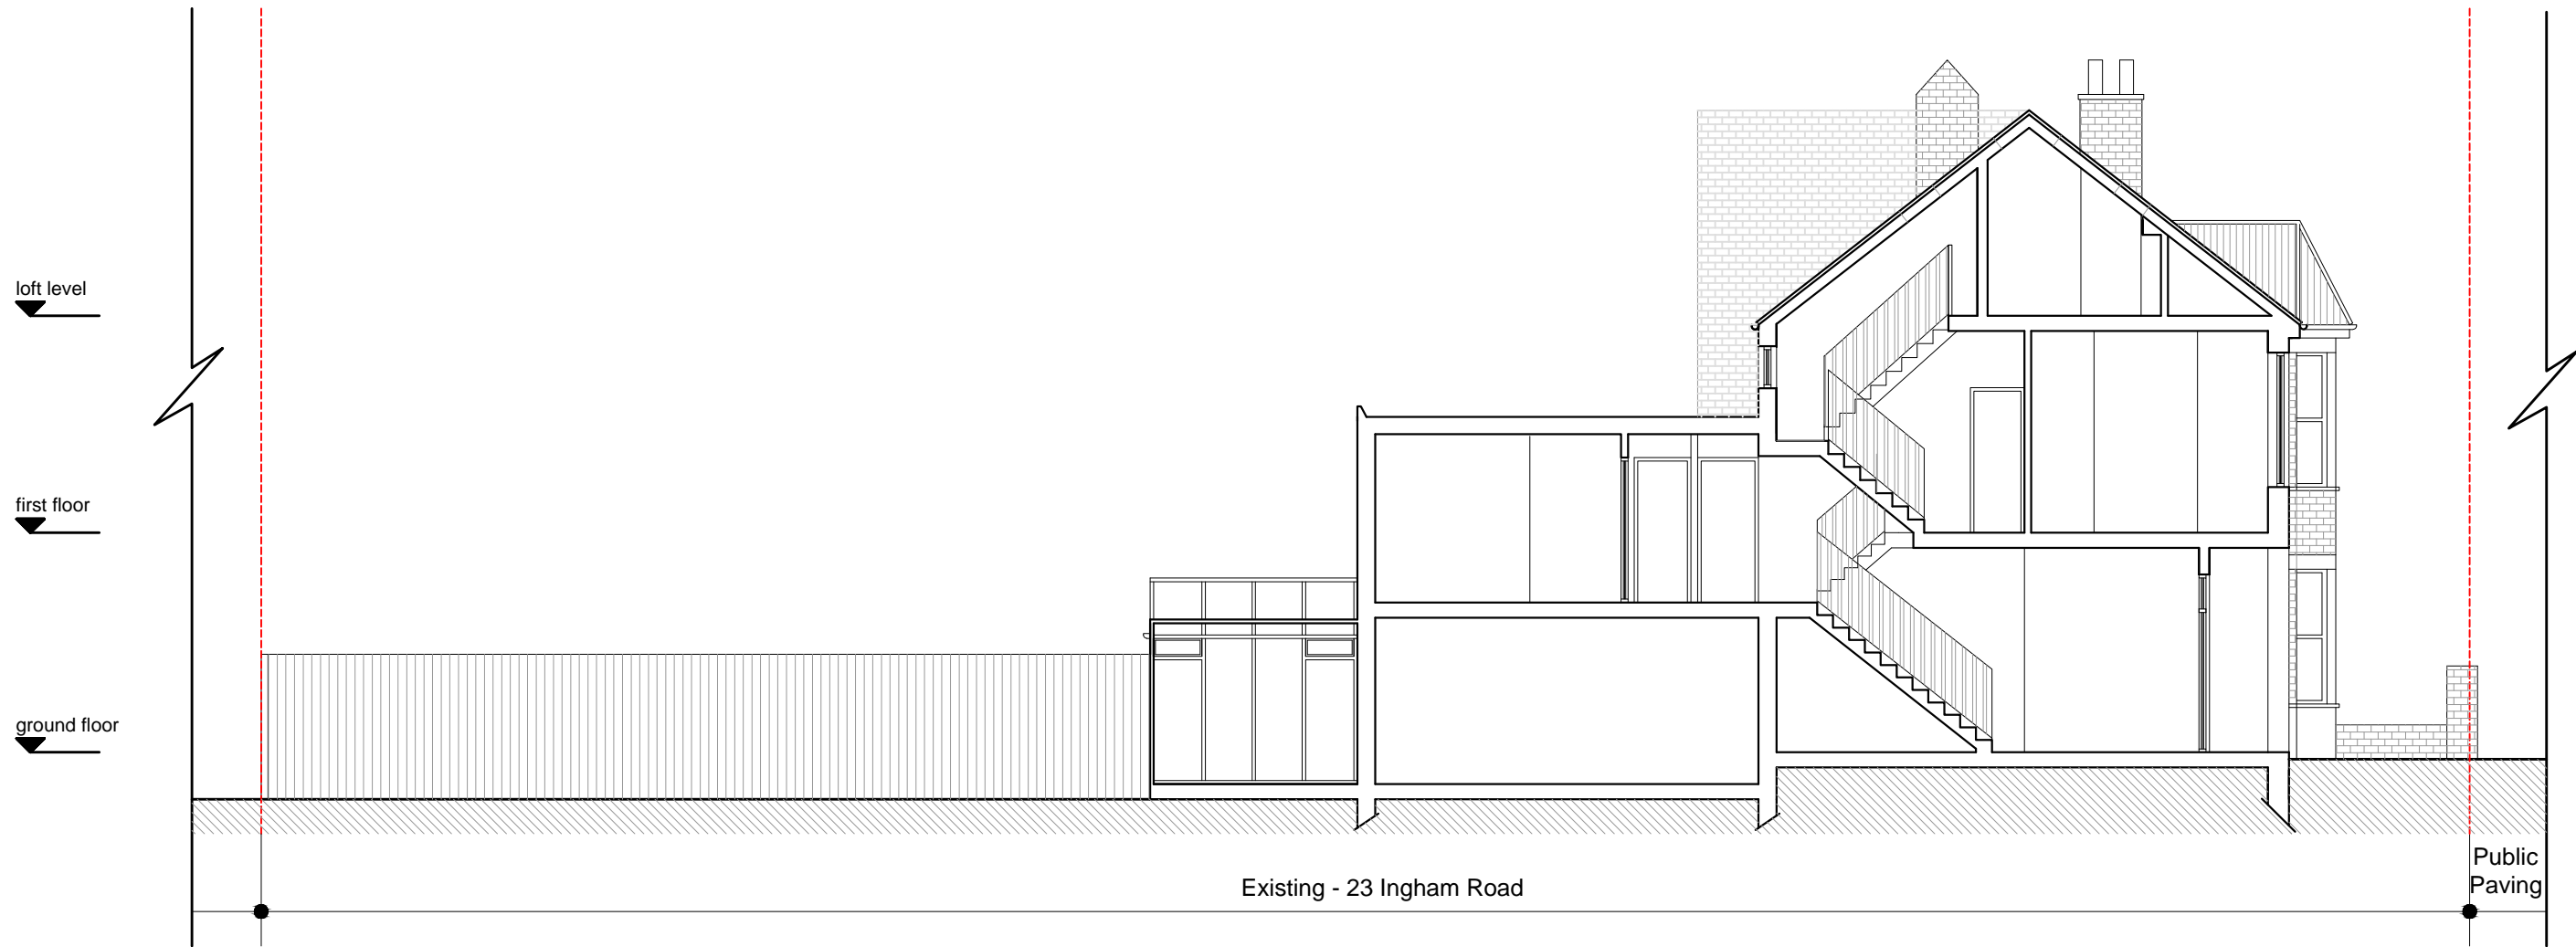 loft level
first floor
ground floor
Existing - 23 Ingham Road
Public
Paving